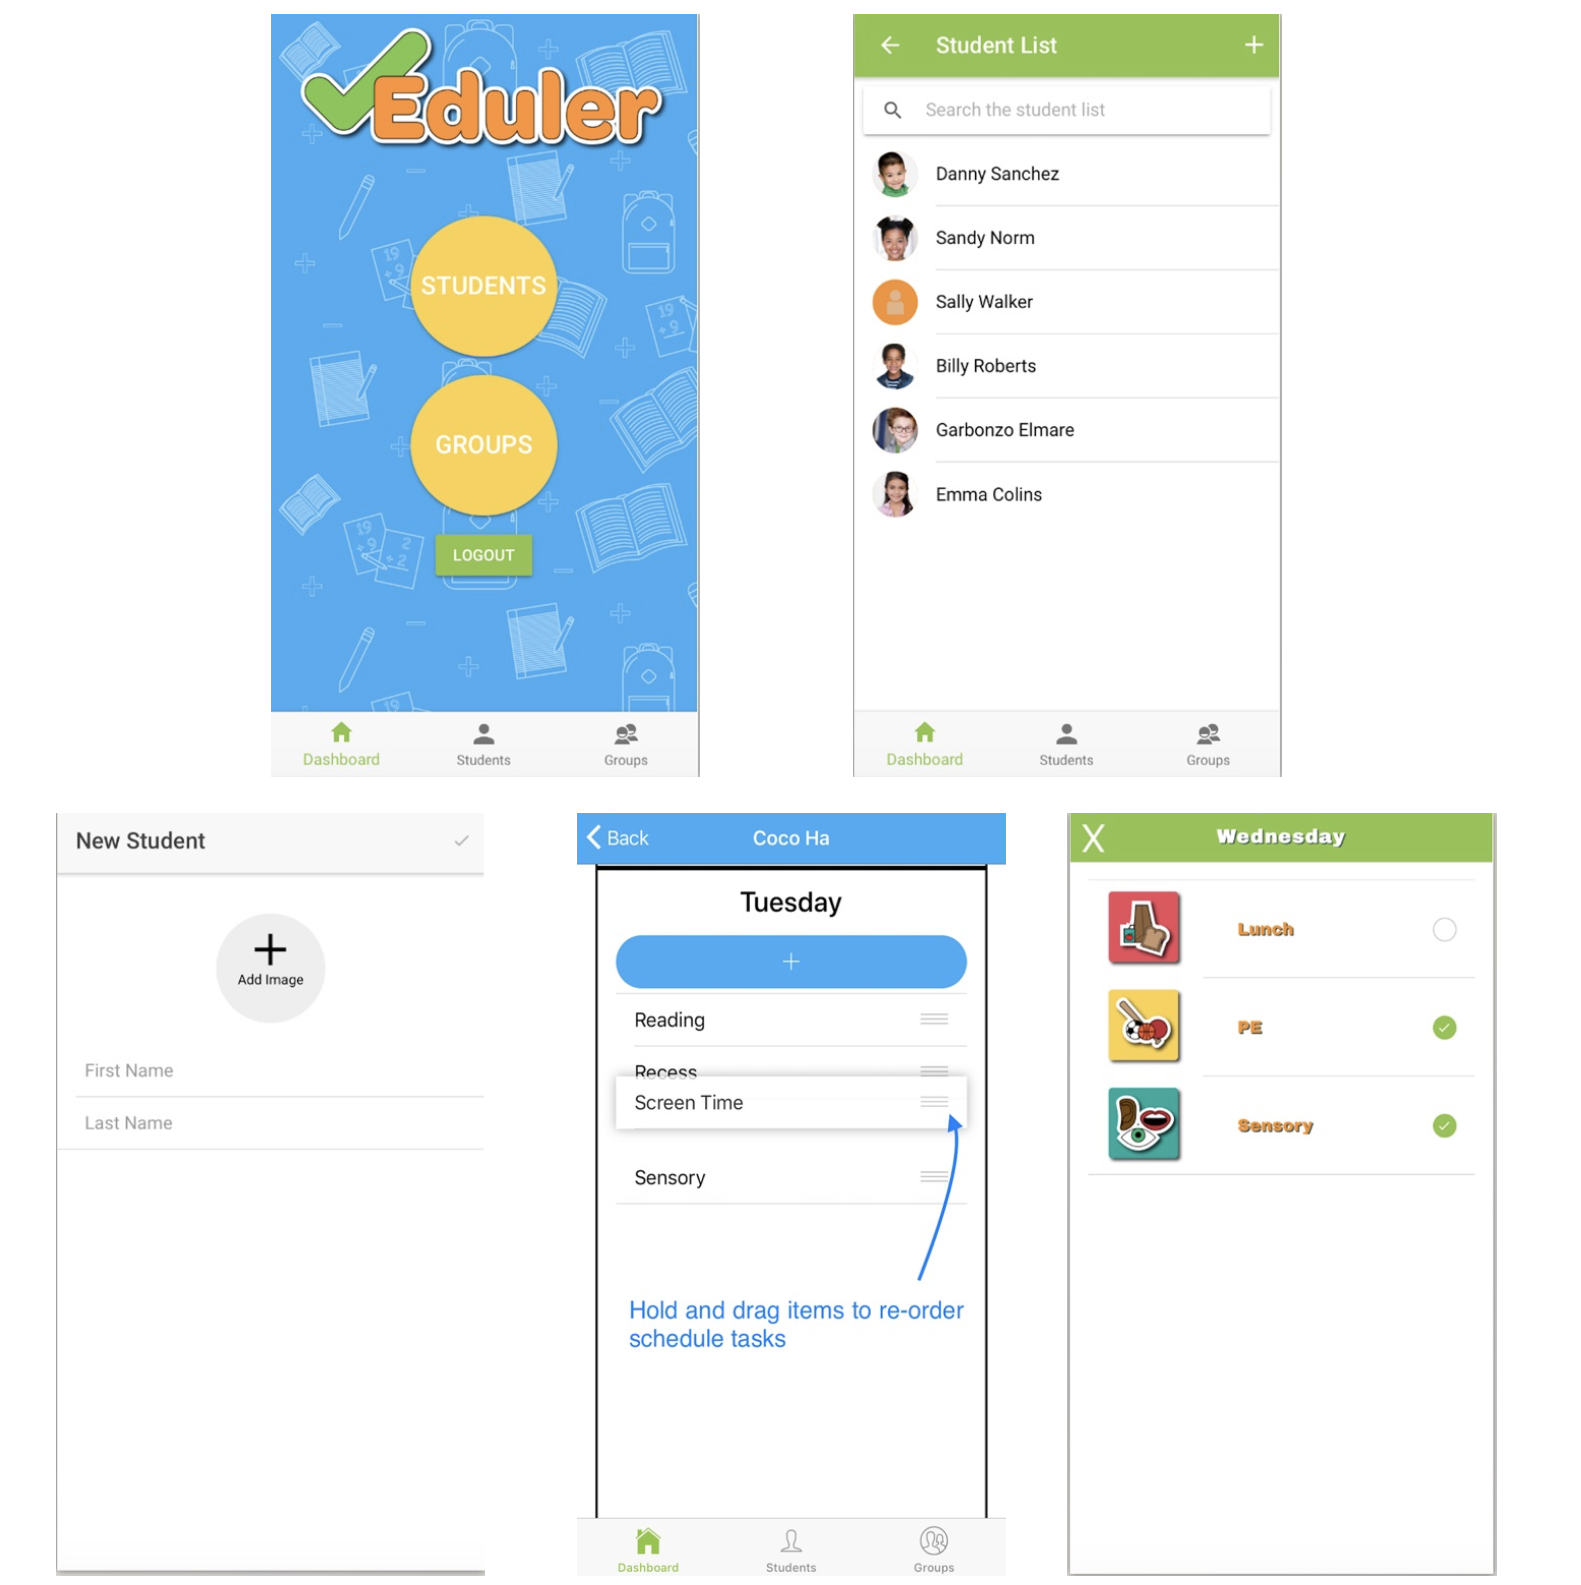 Eduler
STUDENTS
GROUPS
LOGOUT
Dashboard
Students
Groups
Student List
Search the student list
Danny Sanchez
Sandy Norm
Sally Walker
Billy Roberts
Garbonzo Elmare
Emma Colins
Dashboard
Students
Groups
New Student
Add Image
First Name
Last Name
Back
Coco Ha
Tuesday
+
Reading
Recess
Screen Time
Sensory
Hold and drag items to re-order
schedule tasks
Dashboard
Students
Groups
X
Wednesday
Lunch
PE
Sensory